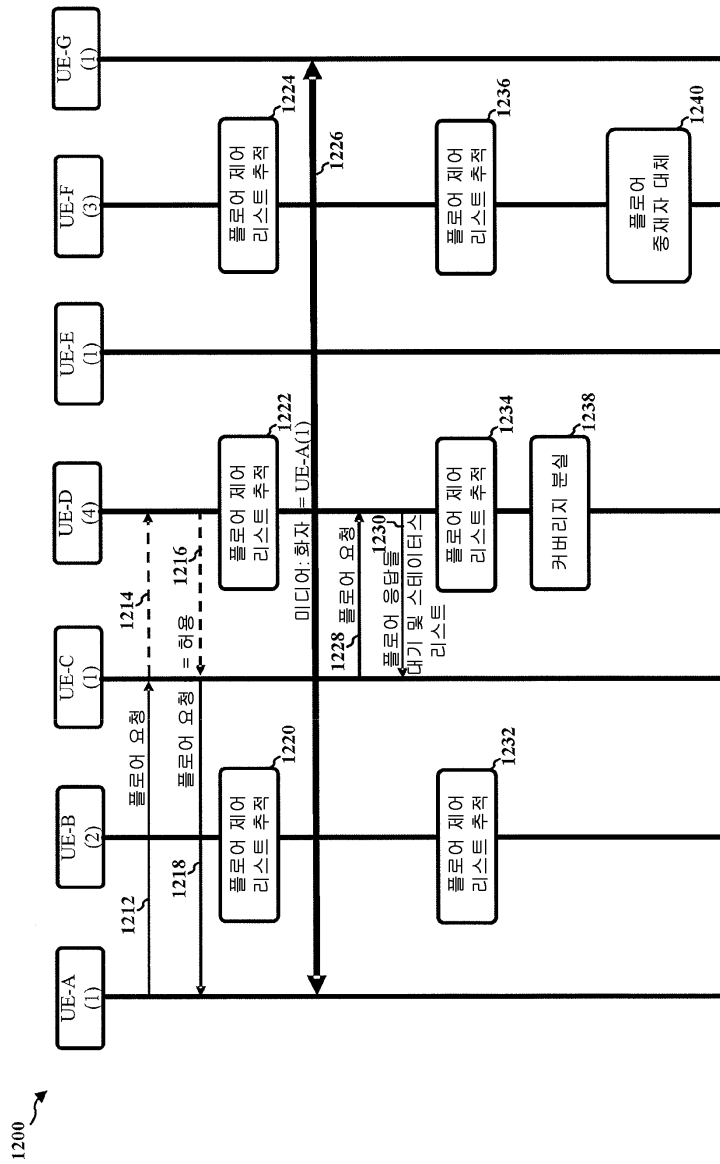 1200
UE-A
(1)
UE-B
(2)
UE-C
(1)
UE-D
(4)
UE-E
(1)
UE-F
(3)
UE-G
(1)
1212
플로어 요청
1214
1216
플로어 요청 = 허용
1218
플로어 제어
리스트 추적
1220
플로어 제어
리스트 추적
1222
플로어 제어
리스트 추적
1224
미디어: 화자 = UE-A(1)
1226
1228
플로어 요청
1230
플로어 응답을
대기 및 스테이터스
리스트
플로어 제어
리스트 추적
1232
플로어 제어
리스트 추적
1234
플로어 제어
리스트 추적
1236
커버리지 분실
1238
플로어
중재자 대체
1240